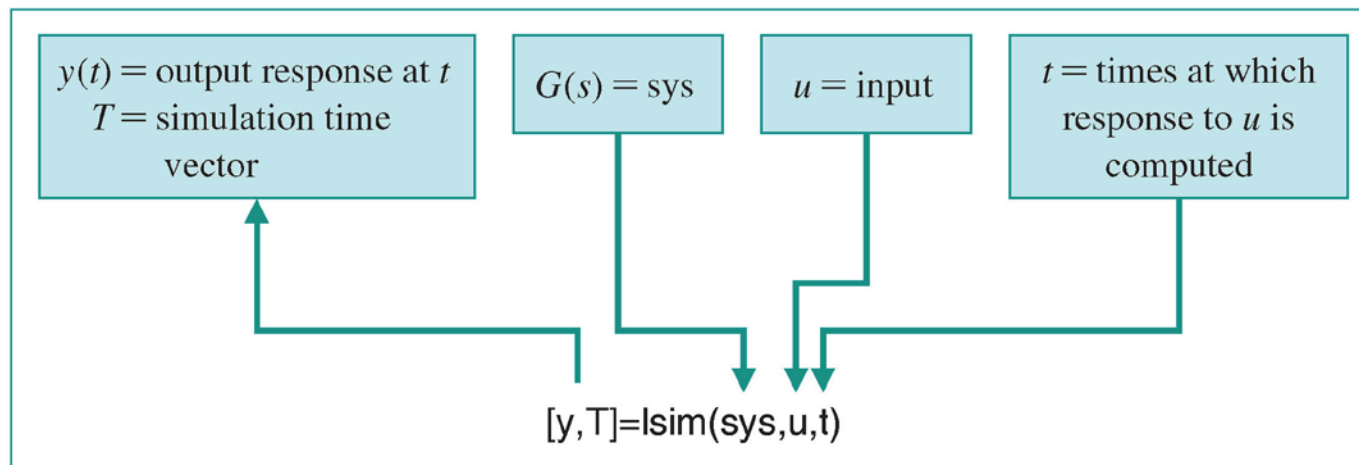 y(t) = output response at t
T = simulation time
vector
G(s) = sys
u = input
t = times at which
response to u is
computed
[y,T]=lsim(sys,u,t)